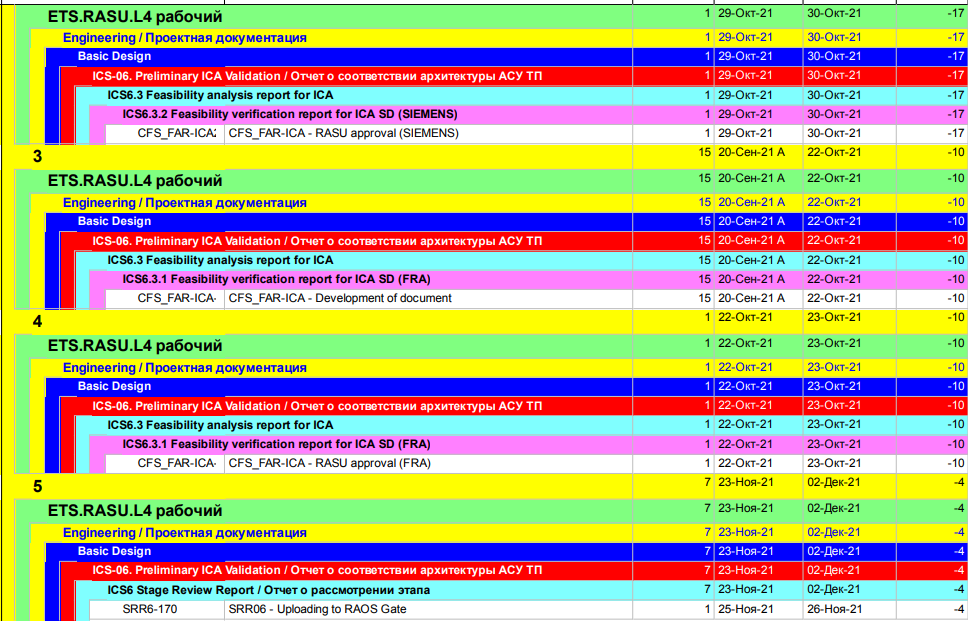 ETS.RASU.L4 рабочий 1 29-Окт-21 30-Окт-21 -17
Engineering / Проектная документация 1 29-Окт-21 30-Окт-21 -17
Basic Design 1 29-Окт-21 30-Окт-21 -17
ICS-06. Preliminary ICA Validation / Отчет о соответствии архитектуры АСУ ТП 1 29-Окт-21 30-Окт-21 -17
ICS6.3 Feasibility analysis report for ICA 1 29-Окт-21 30-Окт-21 -17
ICS6.3.2 Feasibility verification report for ICA SD (SIEMENS) 1 29-Окт-21 30-Окт-21 -17
CFS_FAR-ICA2 CFS_FAR-ICA - RASU approval (SIEMENS) 1 29-Окт-21 30-Окт-21 -17
3 15 20-Сен-21 A 22-Окт-21 -10
ETS.RASU.L4 рабочий 15 20-Сен-21 A 22-Окт-21 -10
Engineering / Проектная документация 15 20-Сен-21 A 22-Окт-21 -10
Basic Design 15 20-Сен-21 A 22-Окт-21 -10
ICS-06. Preliminary ICA Validation / Отчет о соответствии архитектуры АСУ ТП 15 20-Сен-21 A 22-Окт-21 -10
ICS6.3 Feasibility analysis report for ICA 15 20-Сен-21 A 22-Окт-21 -10
ICS6.3.1 Feasibility verification report for ICA SD (FRA) 15 20-Сен-21 A 22-Окт-21 -10
CFS_FAR-ICA- CFS_FAR-ICA - Development of document 15 20-Сен-21 A 22-Окт-21 -10
4 1 22-Окт-21 23-Окт-21 -10
ETS.RASU.L4 рабочий 1 22-Окт-21 23-Окт-21 -10
Engineering / Проектная документация 1 22-Окт-21 23-Окт-21 -10
Basic Design 1 22-Окт-21 23-Окт-21 -10
ICS-06. Preliminary ICA Validation / Отчет о соответствии архитектуры АСУ ТП 1 22-Окт-21 23-Окт-21 -10
ICS6.3 Feasibility analysis report for ICA 1 22-Окт-21 23-Окт-21 -10
ICS6.3.1 Feasibility verification report for ICA SD (FRA) 1 22-Окт-21 23-Окт-21 -10
CFS_FAR-ICA- CFS_FAR-ICA - RASU approval (FRA) 1 22-Окт-21 23-Окт-21 -10
5 7 23-Ноя-21 02-Дек-21 -4
ETS.RASU.L4 рабочий 7 23-Ноя-21 02-Дек-21 -4
Engineering / Проектная документация 7 23-Ноя-21 02-Дек-21 -4
Basic Design 7 23-Ноя-21 02-Дек-21 -4
ICS-06. Preliminary ICA Validation / Отчет о соответствии архитектуры АСУ ТП 7 23-Ноя-21 02-Дек-21 -4
ICS6 Stage Review Report / Отчет о рассмотрении этапа 7 23-Ноя-21 02-Дек-21 -4
SRR6-170 SRR06 - Uploading to RAOS Gate 1 25-Ноя-21 26-Ноя-21 -4